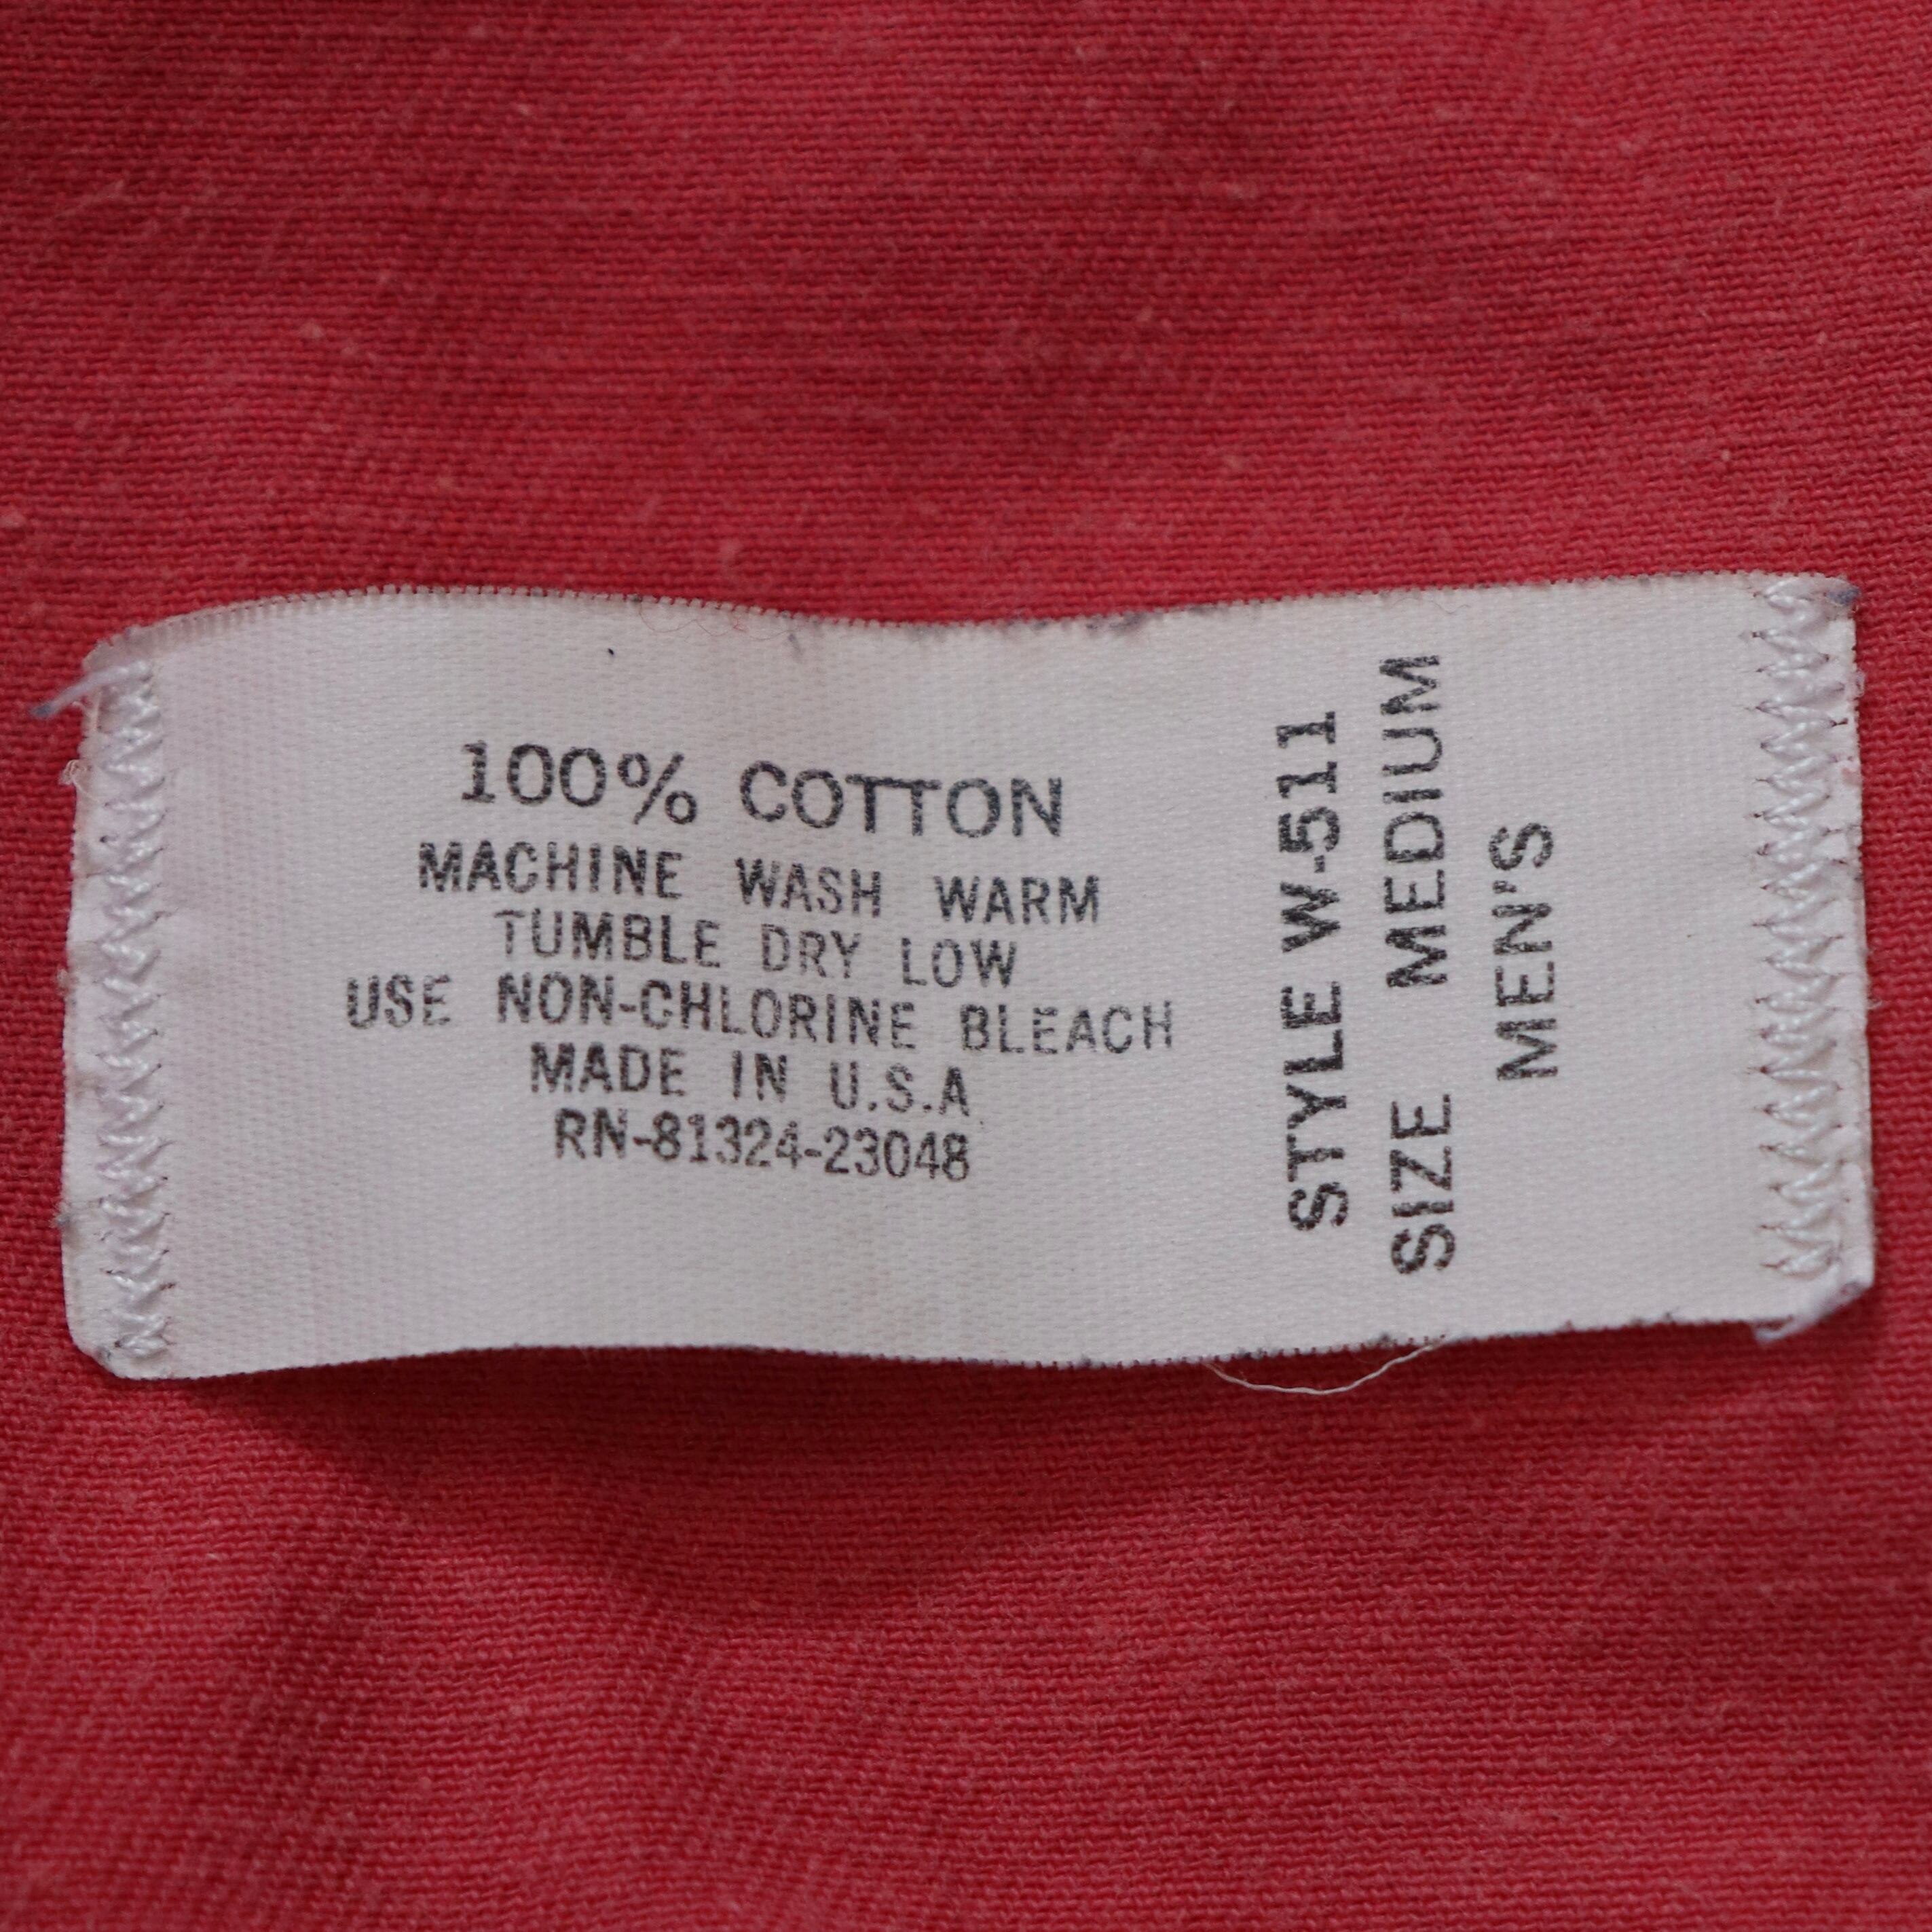 100% COTTON
MACHINE WASH WARM
TUMBLE DRY LOW
USE NON-CHLORINE BLEACH
MADE IN U.S.A
RN-81324-23048
STYLE W-511
SIZE MEDIUM
MEN'S